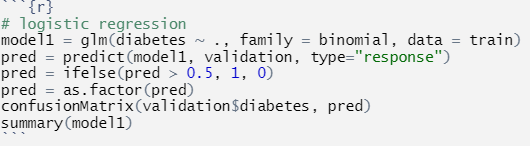 ```{r}
# logistic regression
model1 = glm(diabetes ~ ., family = binomial, data = train)
pred = predict(model1, validation, type="response")
pred = ifelse(pred > 0.5, 1, 0)
pred = as.factor(pred)
confusionMatrix(validation$diabetes, pred)
summary(model1)
```